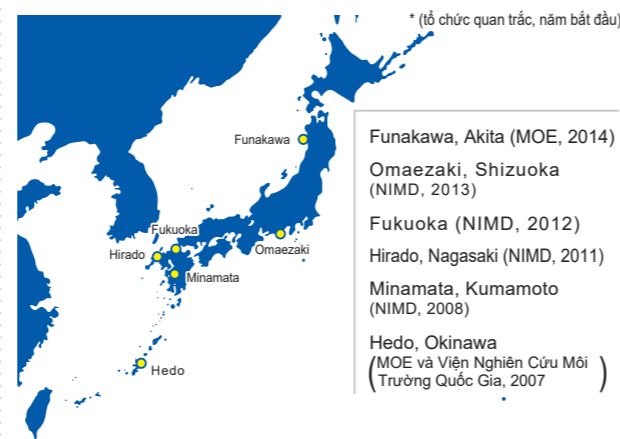 * (tổ chức quan trắc, năm bắt đầu)
Funakawa
Fukuoka
Hirado
Omaezaki
Minamata
Hedo
Funakawa, Akita (MOE, 2014)
Omaezaki, Shizuoka
(NIMD, 2013)
Fukuoka (NIMD, 2012)
Hirado, Nagasaki (NIMD, 2011)
Minamata, Kumamoto
(NIMD, 2008)
Hedo, Okinawa
(MOE và Viện Nghiên Cứu Môi
Trường Quốc Gia, 2007)